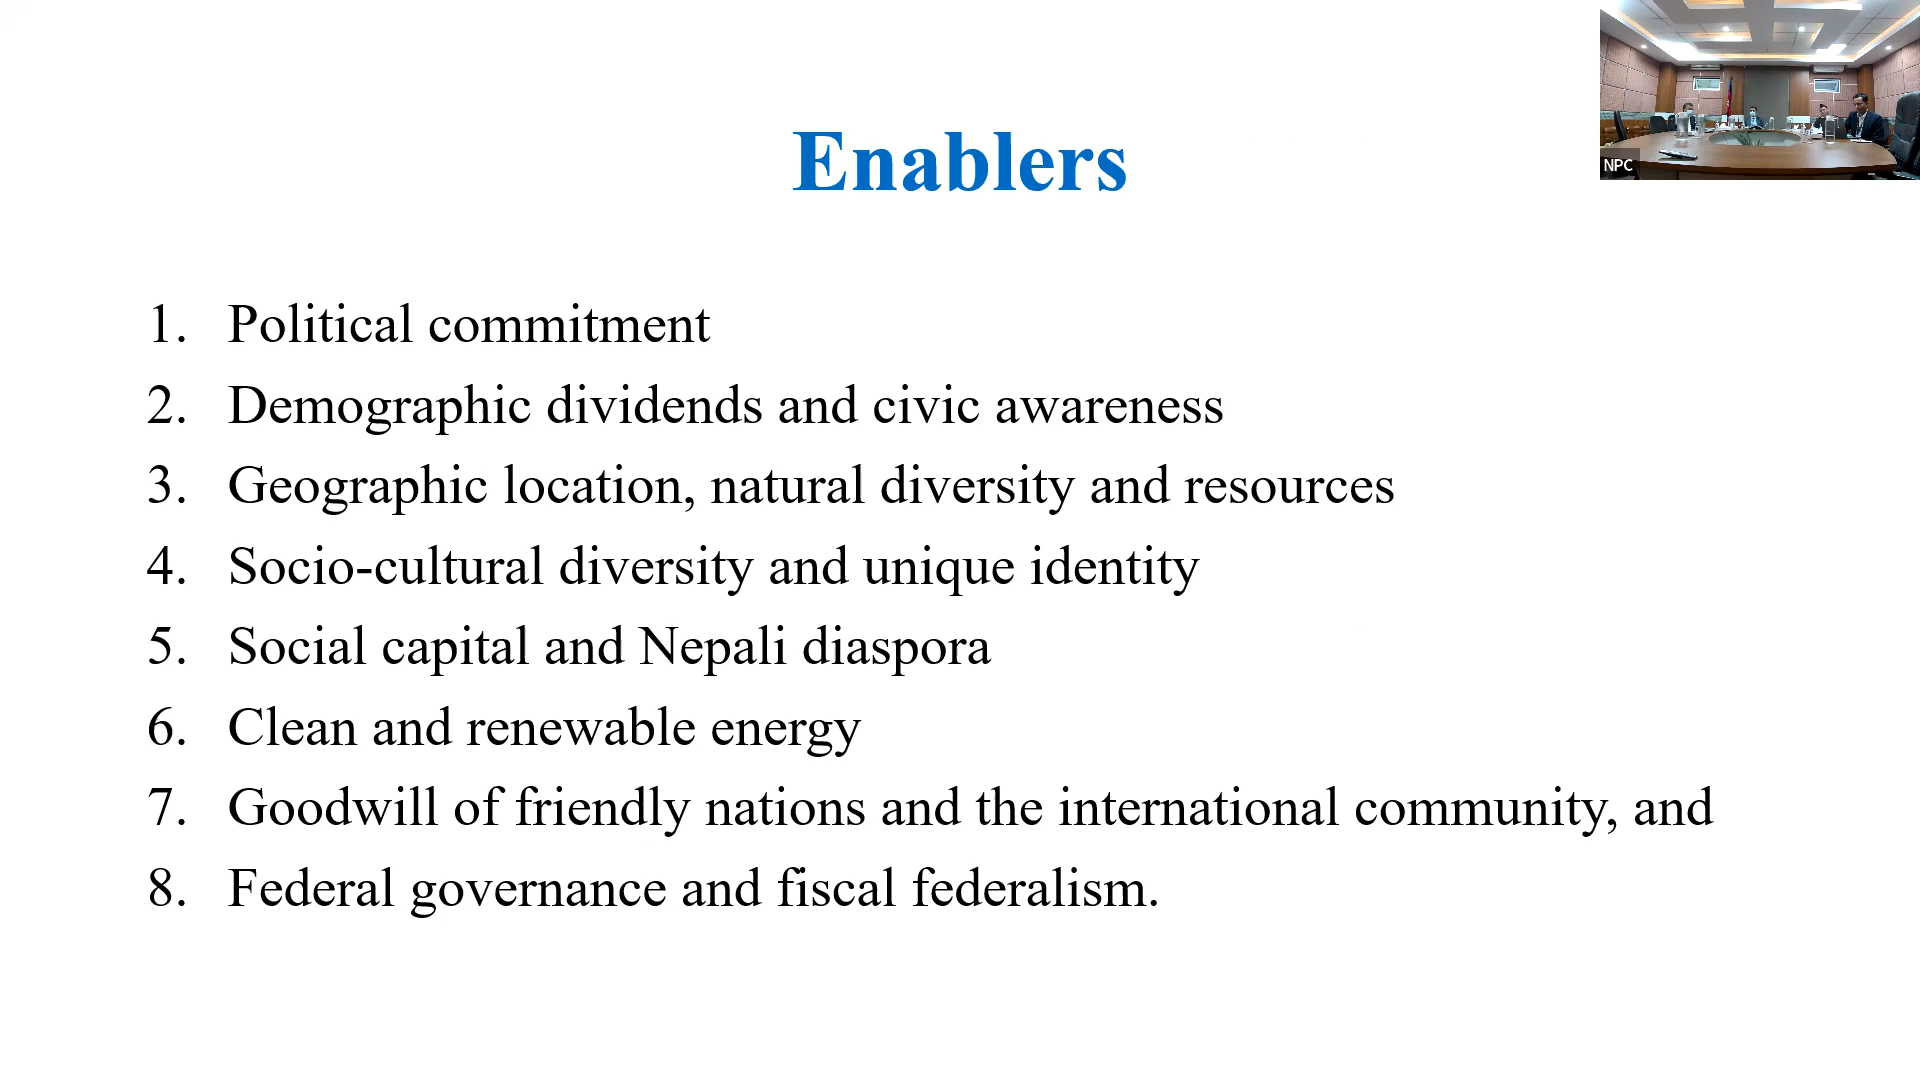 Enablers
1. Political commitment
2. Demographic dividends and civic awareness
3. Geographic location, natural diversity and resources
4. Socio-cultural diversity and unique identity
5. Social capital and Nepali diaspora
6. Clean and renewable energy
7. Goodwill of friendly nations and the international community, and
8. Federal governance and fiscal federalism.
NPC